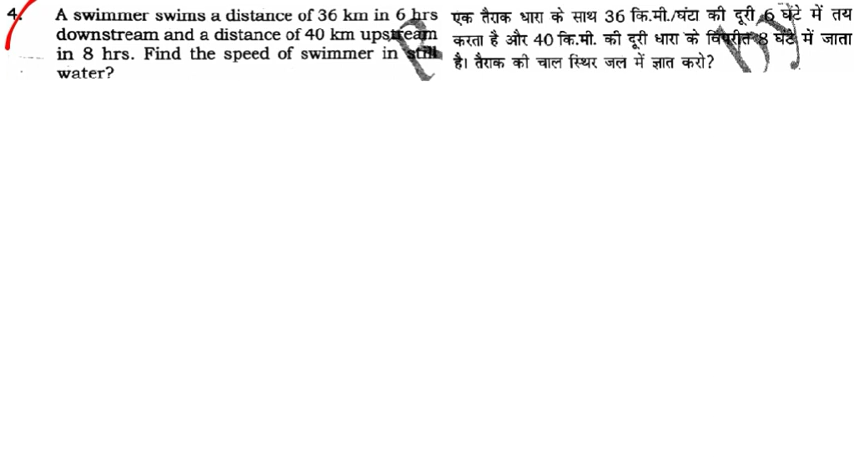 4. A swimmer swims a distance of 36 km in 6 hrs
downstream and a distance of 40 km upstream
in 8 hrs. Find the speed of swimmer in still
water?
एक तैराक धारा के साथ 36 कि.मी./घंटा की दूरी 6 घंटे में तय
करता है और 40 कि.मी. की दूरी धारा के विपरीत 8 घंटे में जाता
है। तैराक की चाल स्थिर जल में ज्ञात करो?